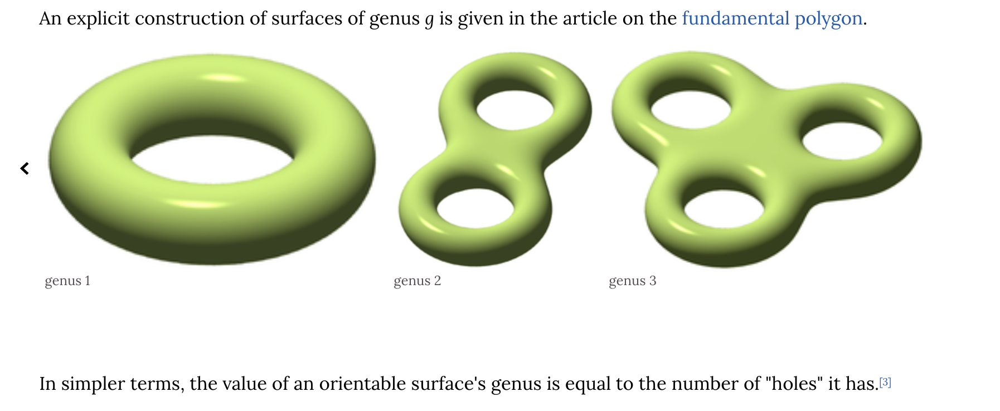 An explicit construction of surfaces of genus g is given in the article on the fundamental polygon.
genus 1
genus 2
genus 3
In simpler terms, the value of an orientable surface's genus is equal to the number of "holes" it has.[3]